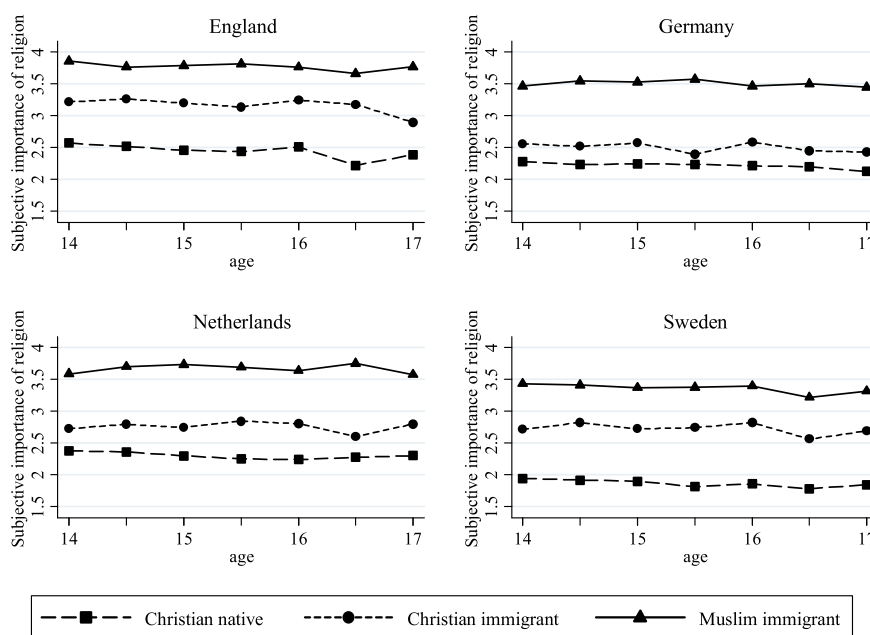 England
Subjective importance of religion
4
3.5
3
2.5
2
1.5
14 15 16 17
age
Germany
Subjective importance of religion
4
3.5
3
2.5
2
1.5
14 15 16 17
age
Netherlands
Subjective importance of religion
4
3.5
3
2.5
2
1.5
14 15 16 17
age
Sweden
Subjective importance of religion
4
3.5
3
2.5
2
1.5
14 15 16 17
age
Christian native Christian immigrant Muslim immigrant